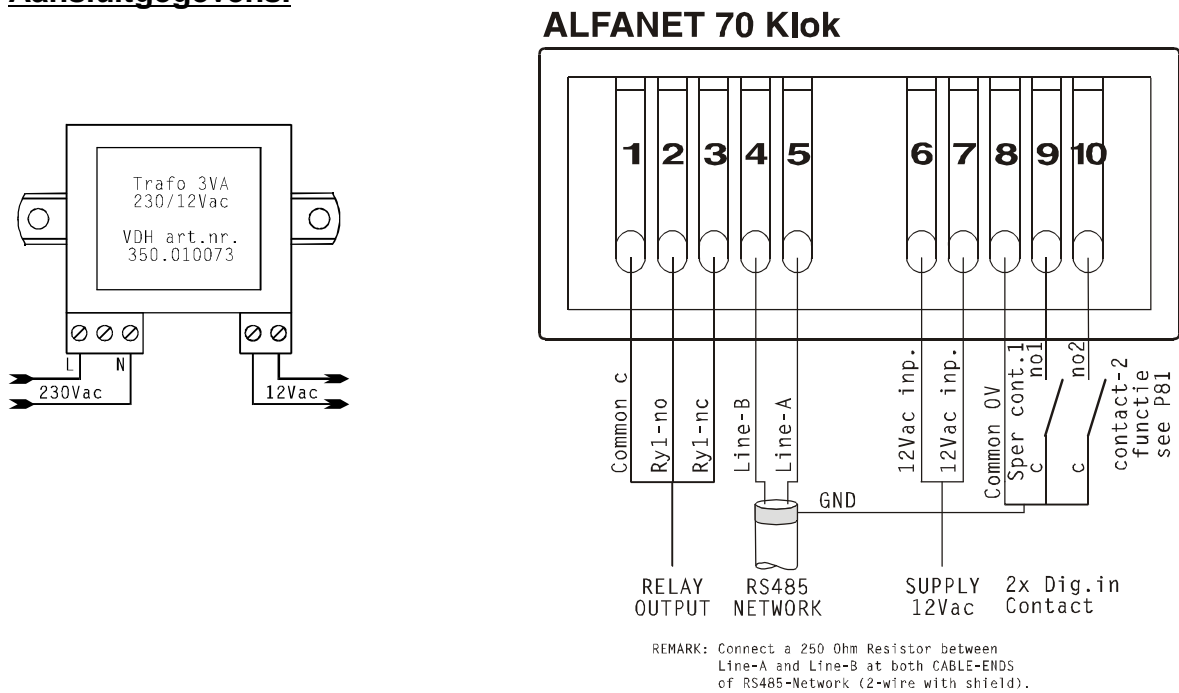 Aansluitgegevens:
ALFANET 70 Klok
Trafo 3VA
230/12Vac
VDH art.nr.
350.010073
L
N
230Vac
12Vac
1
2
3
4
5
6
7
8
9
10
Common c
Ryl-no
Ryl-nc
Line-B
Line-A
12Vac inp.
12Vac inp.
Common 0V
Sper cont.1
c
no1
c
no2
contact-2
functie
see P81
GND
RELAY
OUTPUT
RS485
NETWORK
SUPPLY
12Vac
2x Dig.in
Contact
REMARK: Connect a 250 Ohm Resistor between
Line-A and Line-B at both CABLE-ENDS
of RS485-Network (2-wire with shield).